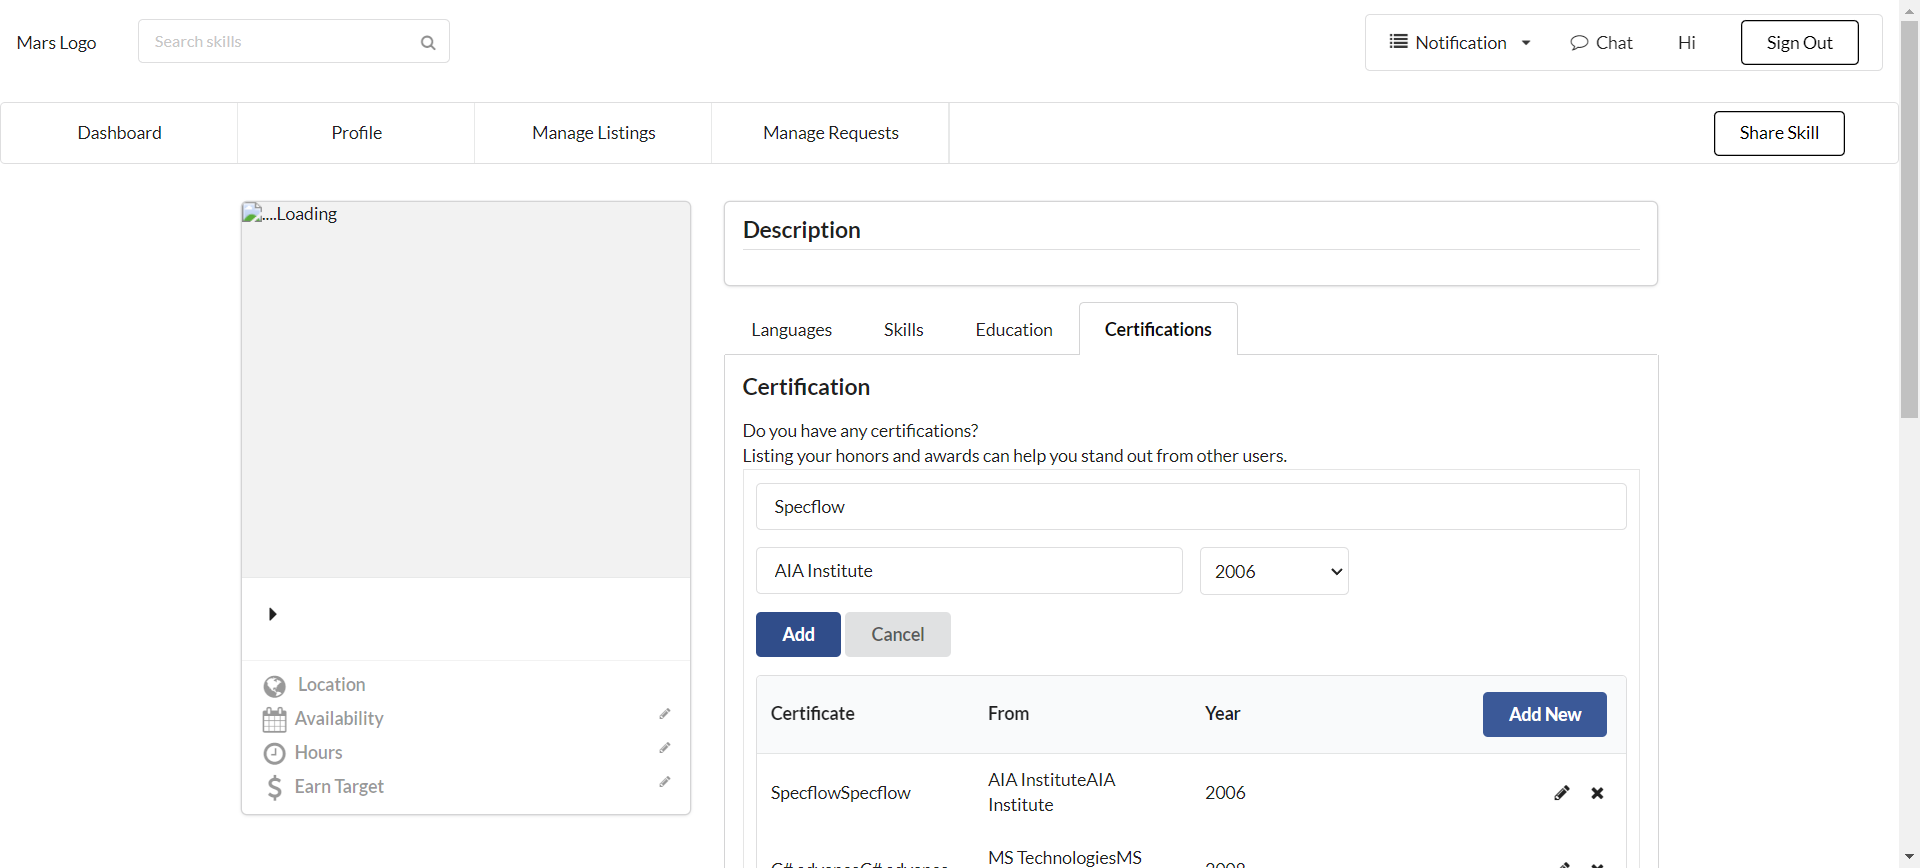 Mars Logo
Search skills
Notification
Chat
Hi
Sign Out
Dashboard
Profile
Manage Listings
Manage Requests
Share Skill
....Loading
Location
Availability
Hours
Earn Target
Description
Languages
Skills
Education
Certifications
Certification
Do you have any certifications?
Listing your honors and awards can help you stand out from other users.
Specflow
AIA Institute
2006
Add
Cancel
Certificate
From
Year
Add New
SpecflowSpecflow
AIA InstituteAIA
Institute
2006
MS TechnologiesMS